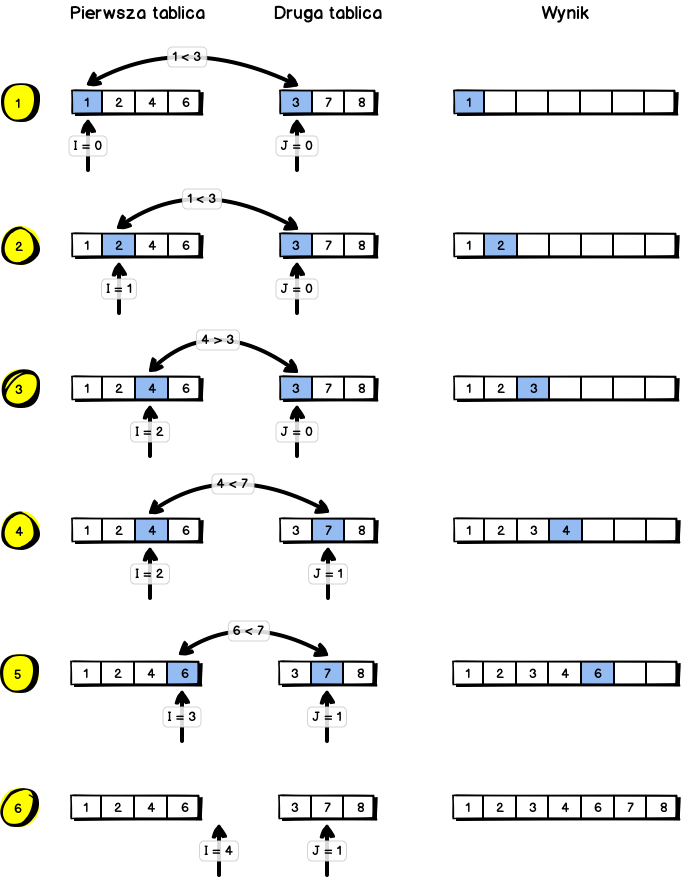 Pierwsza tablica Druga tablica Wynik
1 < 3
1 1 2 4 6 3 7 8 1
I = 0 J = 0
1 < 3
2 1 2 4 6 3 7 8 1 2
I = 1 J = 0
4 > 3
3 1 2 4 6 3 7 8 1 2 3
I = 2 J = 0
4 < 7
4 1 2 4 6 3 7 8 1 2 3 4
I = 2 J = 1
6 < 7
5 1 2 4 6 3 7 8 1 2 3 4 6
I = 3 J = 1
6 1 2 4 6 3 7 8 1 2 3 4 6 7 8
I = 4 J = 1